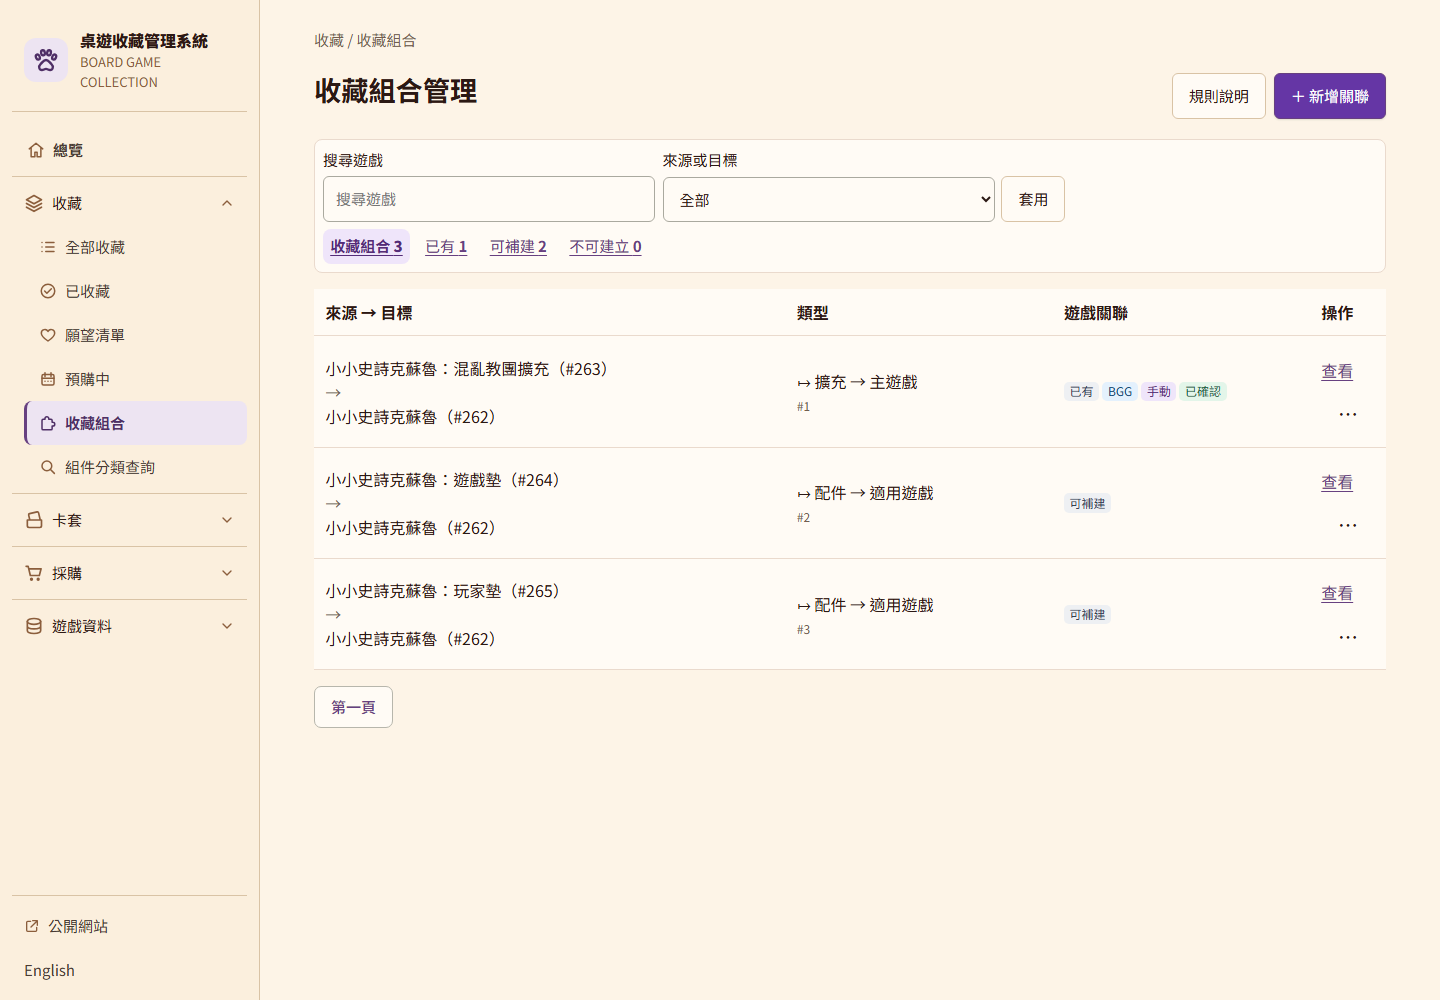 桌遊收藏管理系統
BOARD GAME
COLLECTION
總覽
收藏
全部收藏
已收藏
願望清單
預購中
收藏組合
組件分類查詢
卡套
採購
遊戲資料
公開網站
English
收藏 / 收藏組合
收藏組合管理
規則說明
＋ 新增關聯
搜尋遊戲
來源或目標
搜尋遊戲
全部
套用
收藏組合 3
已有 1
可補建 2
不可建立 0
來源 → 目標
類型
遊戲關聯
操作
小小史詩克蘇魯：混亂教團擴充（#263）
→
小小史詩克蘇魯（#262）
↦ 擴充 → 主遊戲
#1
已有 BGG 手動 已確認
查看
···
小小史詩克蘇魯：遊戲墊（#264）
→
小小史詩克蘇魯（#262）
↦ 配件 → 適用遊戲
#2
可補建
查看
···
小小史詩克蘇魯：玩家墊（#265）
→
小小史詩克蘇魯（#262）
↦ 配件 → 適用遊戲
#3
可補建
查看
···
第一頁